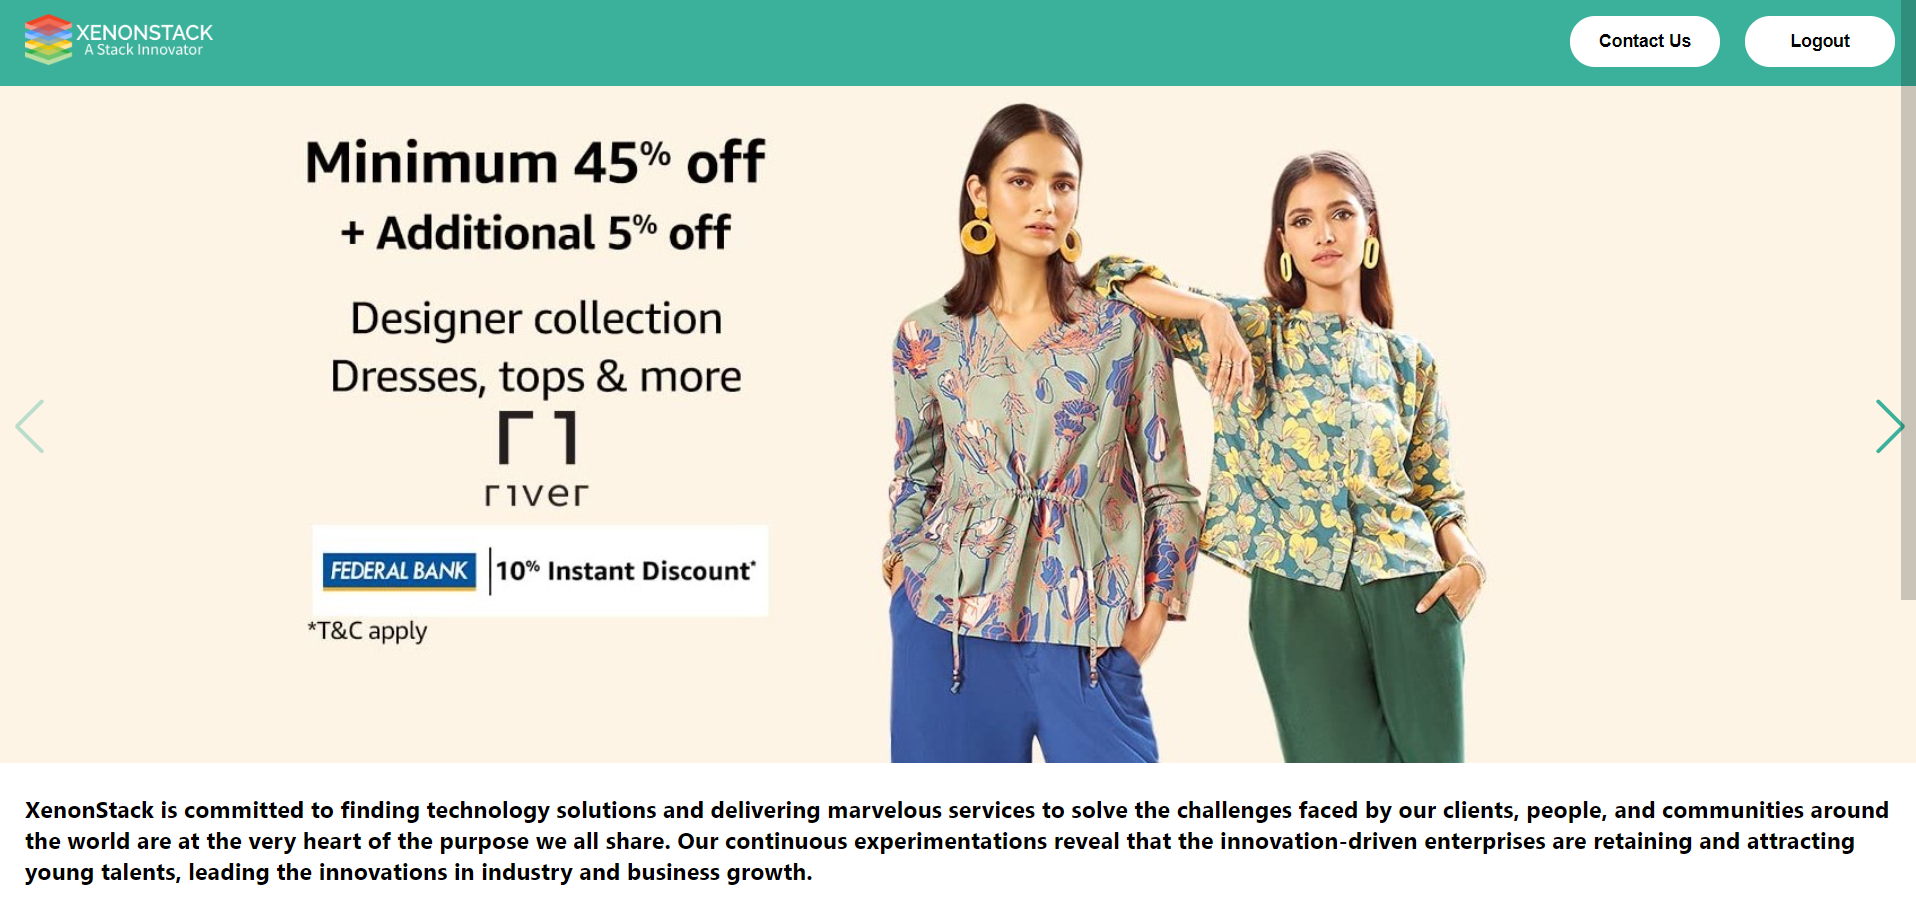 XENONSTACK
A Stack Innovator
Contact Us
Logout
Minimum 45% off
+ Additional 5% off
Designer collection
Dresses, tops & more
r1
r1ver
FEDERAL BANK
10% Instant Discount*
*T&C apply
XenonStack is committed to finding technology solutions and delivering marvelous services to solve the challenges faced by our clients, people, and communities around
the world are at the very heart of the purpose we all share. Our continuous experimentations reveal that the innovation-driven enterprises are retaining and attracting
young talents, leading the innovations in industry and business growth.